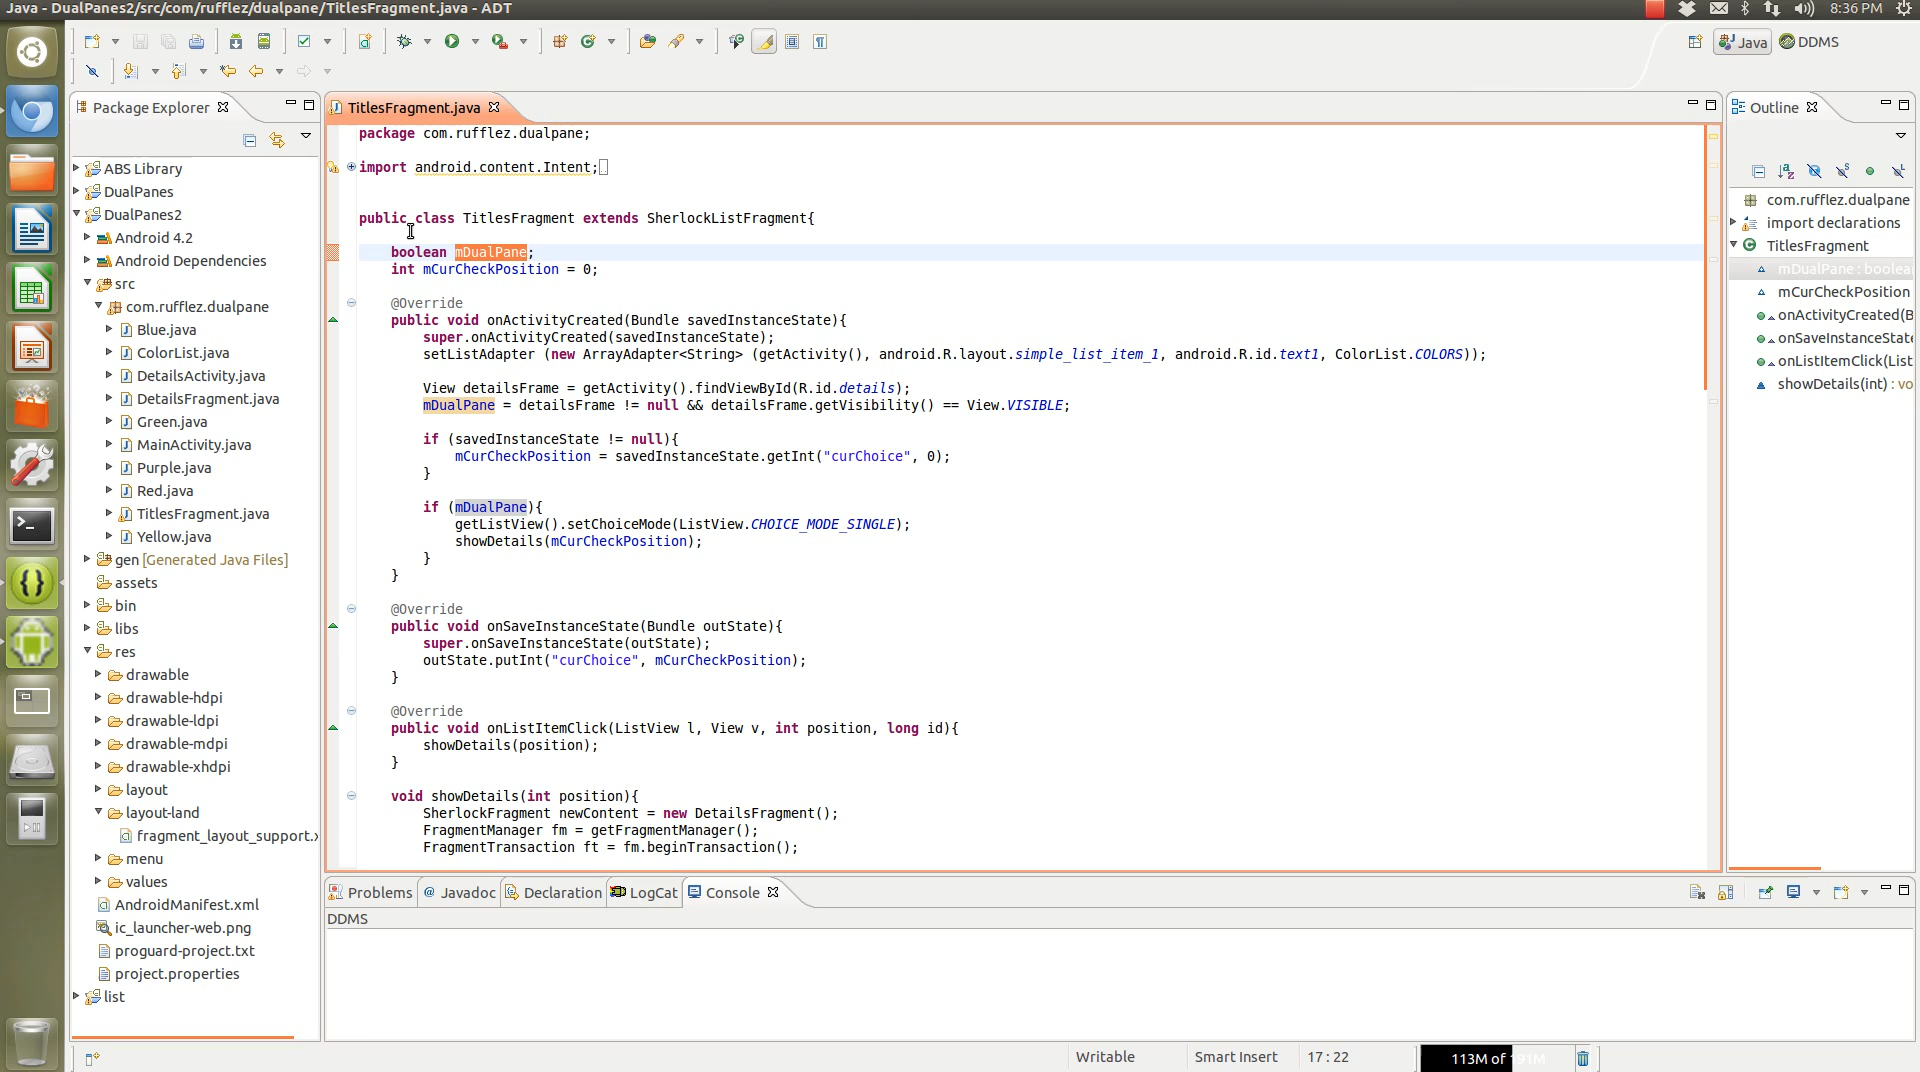 Java - DualPanes2/src/com/rufflez/dualpane/TitlesFragment.java - ADT
8:36 PM
Java
DDMS
Package Explorer
TitlesFragment.java
Outline
ABS Library
DualPanes
DualPanes2
Android 4.2
Android Dependencies
src
com.rufflez.dualpane
Blue.java
ColorList.java
DetailsActivity.java
DetailsFragment.java
Green.java
MainActivity.java
Purple.java
Red.java
TitlesFragment.java
Yellow.java
gen [Generated Java Files]
assets
bin
libs
res
drawable
drawable-hdpi
drawable-ldpi
drawable-mdpi
drawable-xhdpi
layout
layout-land
fragment_layout_support.x
menu
values
AndroidManifest.xml
ic_launcher-web.png
proguard-project.txt
project.properties
list
package com.rufflez.dualpane;
import android.content.Intent;
public class TitlesFragment extends SherlockListFragment{
boolean mDualPane;
int mCurCheckPosition = 0;
@Override
public void onActivityCreated(Bundle savedInstanceState){
super.onActivityCreated(savedInstanceState);
setListAdapter (new ArrayAdapter<String> (getActivity(), android.R.layout.simple_list_item_1, android.R.id.text1, ColorList.COLORS));
View detailsFrame = getActivity().findViewById(R.id.details);
mDualPane = detailsFrame != null && detailsFrame.getVisibility() == View.VISIBLE;
if (savedInstanceState != null){
mCurCheckPosition = savedInstanceState.getInt("curChoice", 0);
}
if (mDualPane){
getListView().setChoiceMode(ListView.CHOICE_MODE_SINGLE);
showDetails(mCurCheckPosition);
}
}
@Override
public void onSaveInstanceState(Bundle outState){
super.onSaveInstanceState(outState);
outState.putInt("curChoice", mCurCheckPosition);
}
@Override
public void onListItemClick(ListView l, View v, int position, long id){
showDetails(position);
}
void showDetails(int position){
SherlockFragment newContent = new DetailsFragment();
FragmentManager fm = getFragmentManager();
FragmentTransaction ft = fm.beginTransaction();
com.rufflez.dualpane
import declarations
TitlesFragment
mDualPane : boolea
mCurCheckPosition
onActivityCreated(B
onSaveInstanceState
onListItemClick(List
showDetails(int) : vo
Problems
@ Javadoc
Declaration
LogCat
Console
DDMS
Writable
Smart Insert
17 : 22
113M of 191M